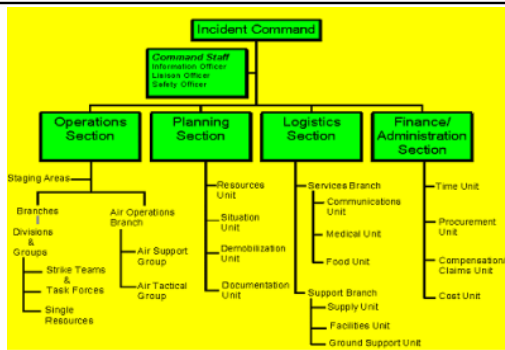 Incident Command
Command Staff
Information Officer
Liaison Officer
Safety Officer
Operations
Section
Planning
Section
Logistics
Section
Finance/
Administration
Section
Staging Areas
Branches
Divisions
&
Groups
Strike Teams
&
Task Forces
Single
Resources
Air Operations
Branch
Air Support
Group
Air Tactical
Group
Resources
Unit
Situation
Unit
Demobilization
Unit
Documentation
Unit
Services Branch
Communications
Unit
Medical Unit
Food Unit
Support Branch
Supply Unit
Facilities Unit
Ground Support Unit
Time Unit
Procurement
Unit
Compensation/
Claims Unit
Cost Unit